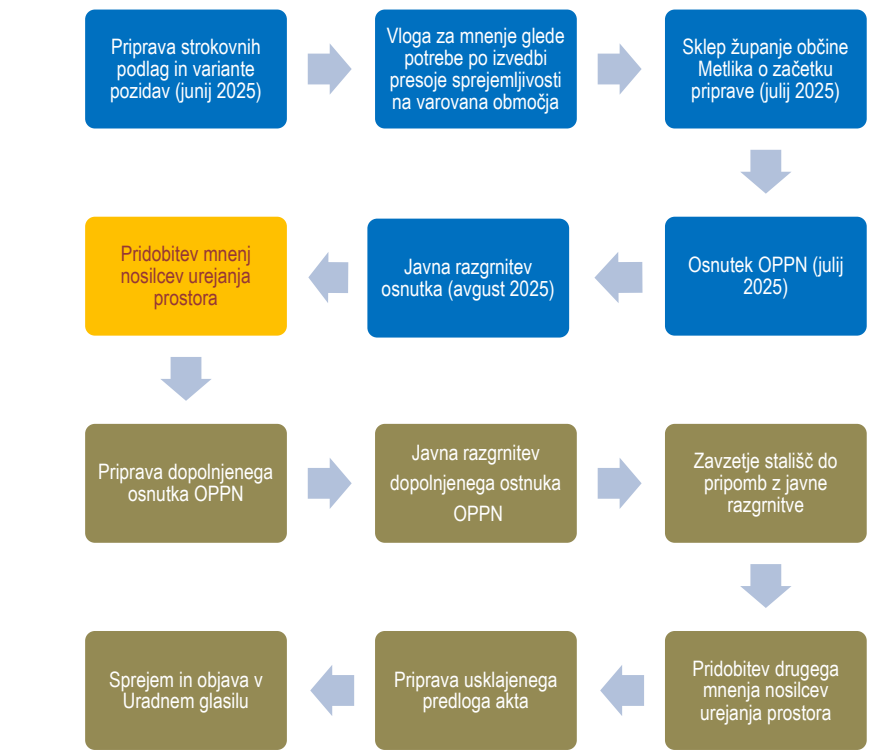 Priprava strokovnih
podlag in variante
pozidav (junij 2025)
Vloga za mnenje glede
potrebe po izvedbi
presoje sprejemljivosti
na varovana območja
Sklep županje občine
Metlika o začetku
priprave (julij 2025)
Osnutek OPPN (julij
2025)
Javna razgrnitev
osnutka (avgust 2025)
Pridobitev mnenj
nosilcev urejanja
prostora
Priprava dopolnjenega
osnutka OPPN
Javna razgrnitev
dopolnjenega ostnuka
OPPN
Zavzetje stališč do
pripomb z javne
razgrnitve
Pridobitev drugega
mnenja nosilcev
urejanja prostora
Priprava usklajenega
predloga akta
Sprejem in objava v
Uradnem glasilu